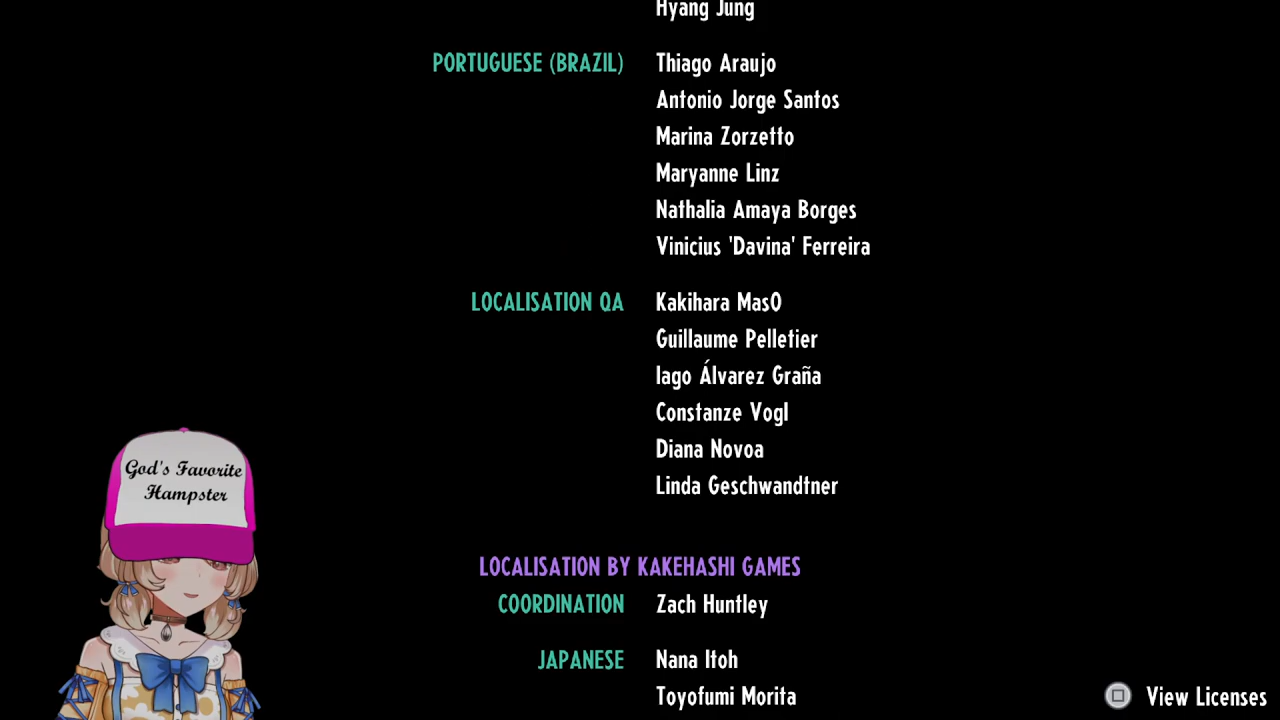 Hyang Jung
PORTUGUESE (BRAZIL) Thiago Araujo
Antonio Jorge Santos
Marina Zorzetto
Maryanne Linz
Nathalia Amaya Borges
Vinicius 'Davina' Ferreira
LOCALISATION QA Kakihara MasO
Guillaume Pelletier
Iago Álvarez Graña
Constanze Vogl
Diana Novoa
Linda Geschwandtner
God's Favorite
Hampster
LOCALISATION BY KAKEHASHI GAMES
COORDINATION Zach Huntley
JAPANESE Nana Itoh
Toyofumi Morita
View Licenses